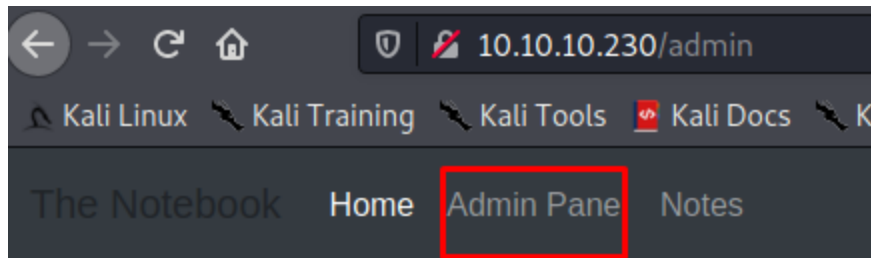 10.10.10.230/admin
Kali Linux Kali Training Kali Tools Kali Docs K
The Notebook Home Admin Pane Notes